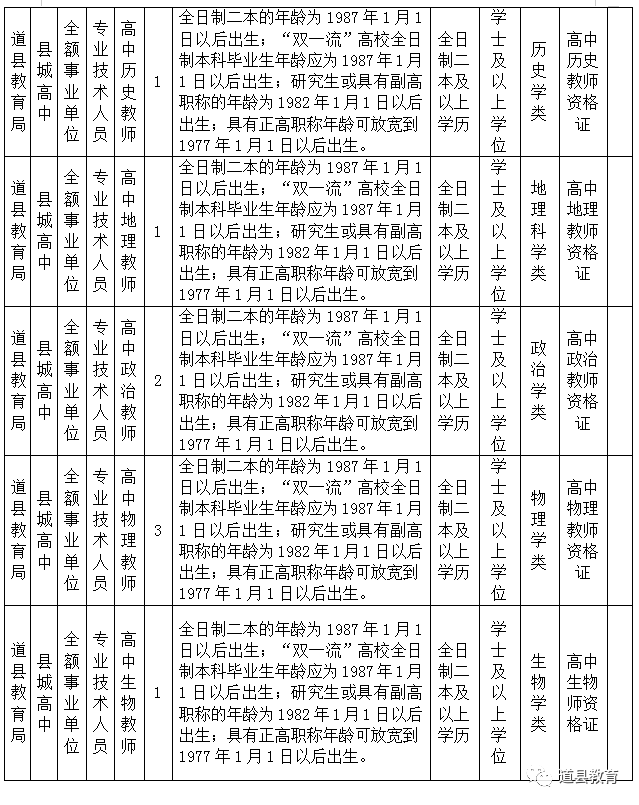 道县教育局
县城高中
全额事业单位
专业技术人员
高中历史教师
1
全日制二本的年龄为 1987 年 1 月 1
日以后出生；“双一流”高校全日
制本科毕业生年龄应为 1987 年 1 月
1 日以后出生；研究生或具有副高
职称的年龄为 1982 年 1 月 1 日以后
出生；具有正高职称年龄可放宽到
1977 年 1 月 1 日以后出生。
全日
制二
本及
以上
学历
学士及以上学位
历史学类
高中
历史
教师
资格
证
道县教育局
县城高中
全额事业单位
专业技术人员
高中地理教师
1
全日制二本的年龄为 1987 年 1 月 1
日以后出生；“双一流”高校全日
制本科毕业生年龄应为 1987 年 1 月
1 日以后出生；研究生或具有副高
职称的年龄为 1982 年 1 月 1 日以后
出生；具有正高职称年龄可放宽到
1977 年 1 月 1 日以后出生。
全日
制二
本及
以上
学历
学士及以上学位
地理科学类
高中
地理
教师
资格
证
道县教育局
县城高中
全额事业单位
专业技术人员
高中政治教师
2
全日制二本的年龄为 1987 年 1 月 1
日以后出生；“双一流”高校全日
制本科毕业生年龄应为 1987 年 1 月
1 日以后出生；研究生或具有副高
职称的年龄为 1982 年 1 月 1 日以后
出生；具有正高职称年龄可放宽到
1977 年 1 月 1 日以后出生。
全日
制二
本及
以上
学历
学士及以上学位
政治学类
高中
政治
教师
资格
证
道县教育局
县城高中
全额事业单位
专业技术人员
高中物理教师
3
全日制二本的年龄为 1987 年 1 月 1
日以后出生；“双一流”高校全日
制本科毕业生年龄应为 1987 年 1 月
1 日以后出生；研究生或具有副高
职称的年龄为 1982 年 1 月 1 日以后
出生；具有正高职称年龄可放宽到
1977 年 1 月 1 日以后出生。
全日
制二
本及
以上
学历
学士及以上学位
物理学类
高中
物理
教师
资格
证
道县教育局
县城高中
全额事业单位
专业技术人员
高中生物教师
1
全日制二本的年龄为 1987 年 1 月 1
日以后出生；“双一流”高校全日
制本科毕业生年龄应为 1987 年 1 月
1 日以后出生；研究生或具有副高
职称的年龄为 1982 年 1 月 1 日以后
出生；具有正高职称年龄可放宽到
1977 年 1 月 1 日以后出生。
全日
制二
本及
以上
学历
学士及以上学位
生物学类
高中
生物
师资
格证
道县教育